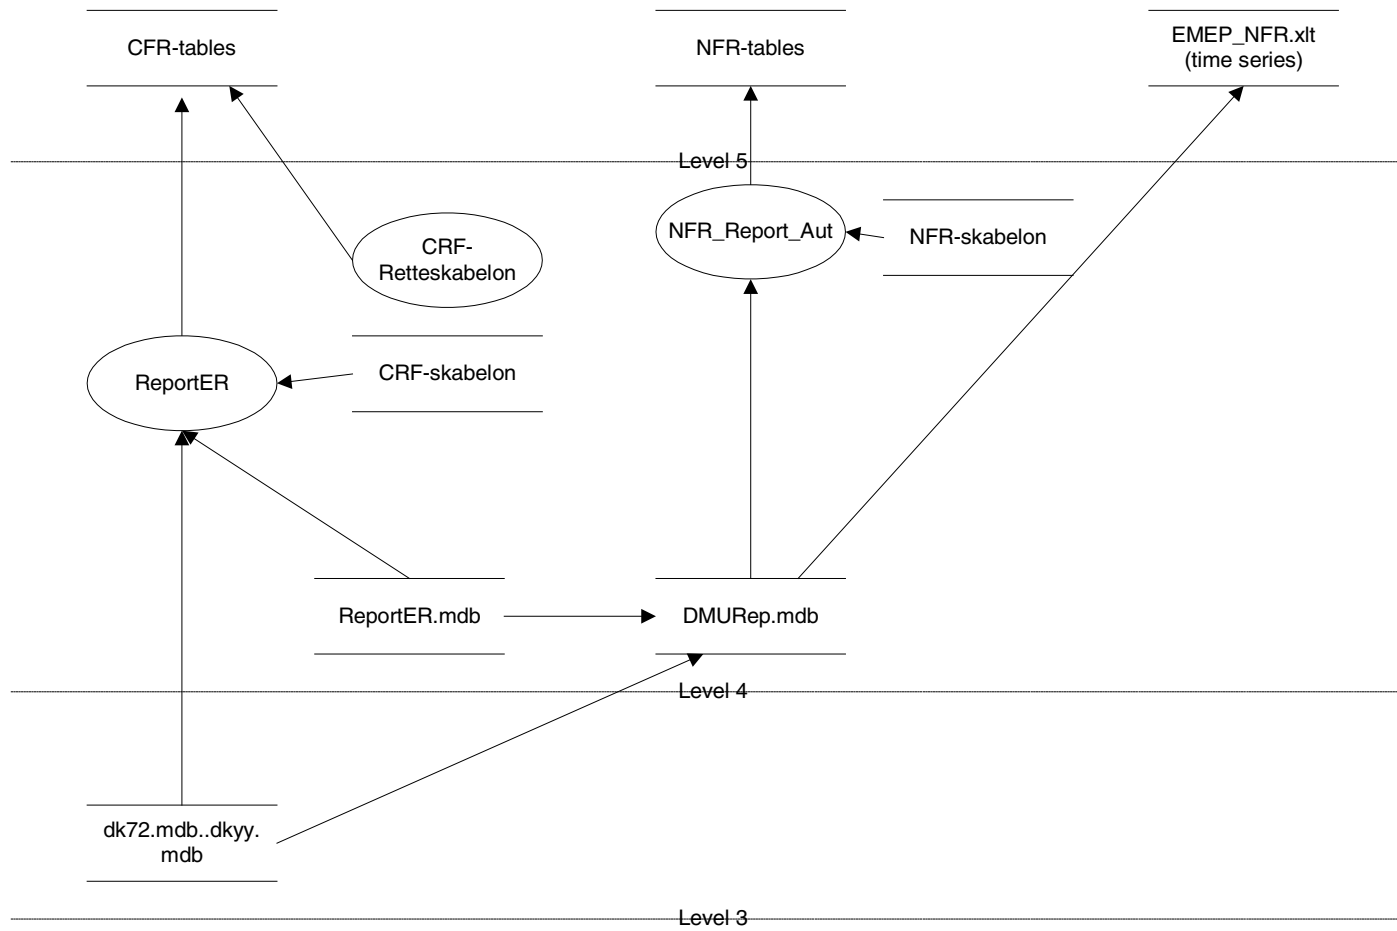 CFR-tables
NFR-tables
EMEP_NFR.xlt
(time series)
Level 5
CRF-
Retteskabelon
NFR_Report_Aut
NFR-skabelon
ReportER
CRF-skabelon
ReportER.mdb
DMURep.mdb
Level 4
dk72.mdb..dkyy.
mdb
Level 3